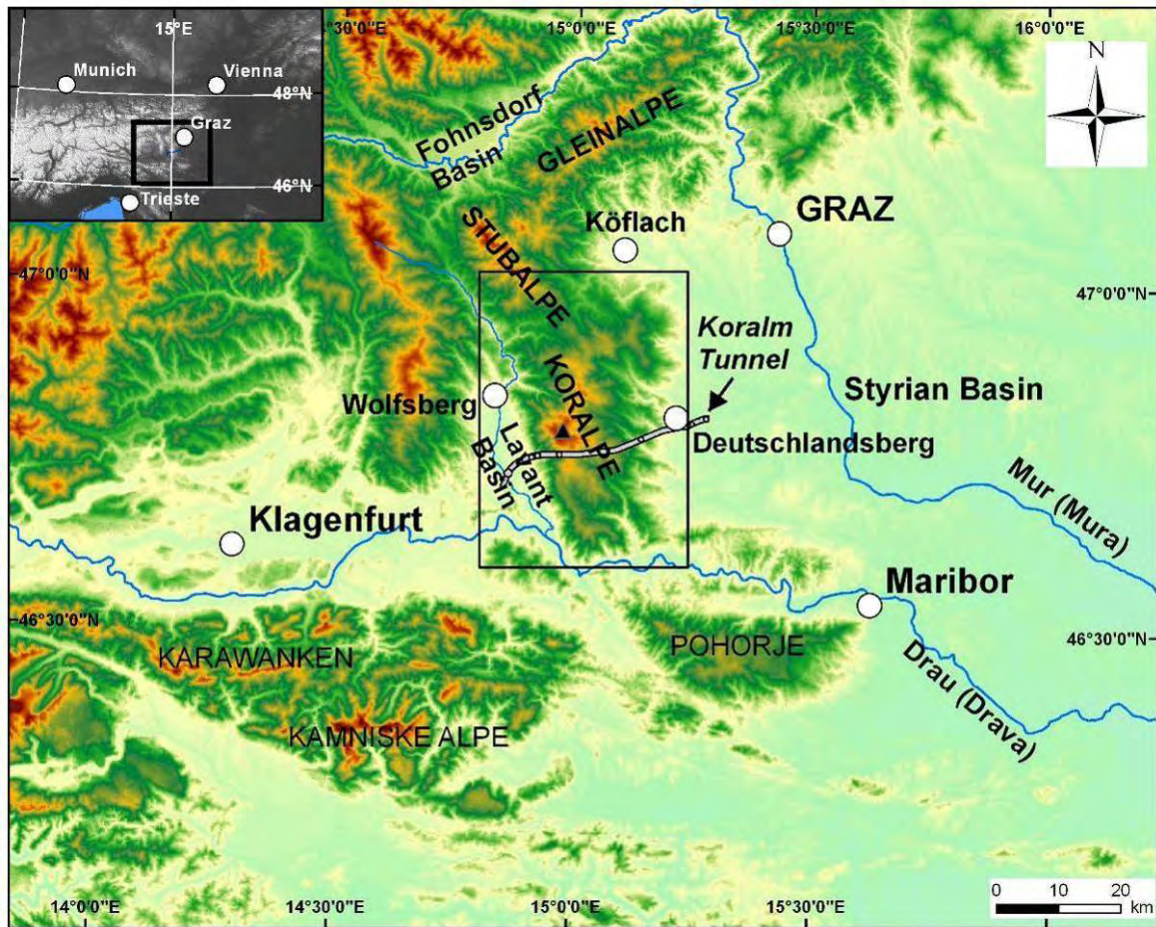 15°E
Munich
Vienna
48°N
Graz
46°N
Trieste
4°30'0"E
15°00'E
15°30'0"E
16°0'0"E
N
Fohnsdorf
Basin
GLEINALPE
STUBALPE
Köflach
GRAZ
47°0'0"N
47°0'0"N
Koralm
Tunnel
KORALPE
Wolfsberg
Lavant
Basin
Styrian Basin
Deutschlandsberg
Mur (Mura)
Klagenfurt
Maribor
46°30'0"N
46°30'0"N
KARAWANKEN
POHORJE
Drau (Drava)
KAMNISKE ALPE
14°0'0"E
14°30'0"E
15°0'0"E
15°30'0"E
0 10 20
km